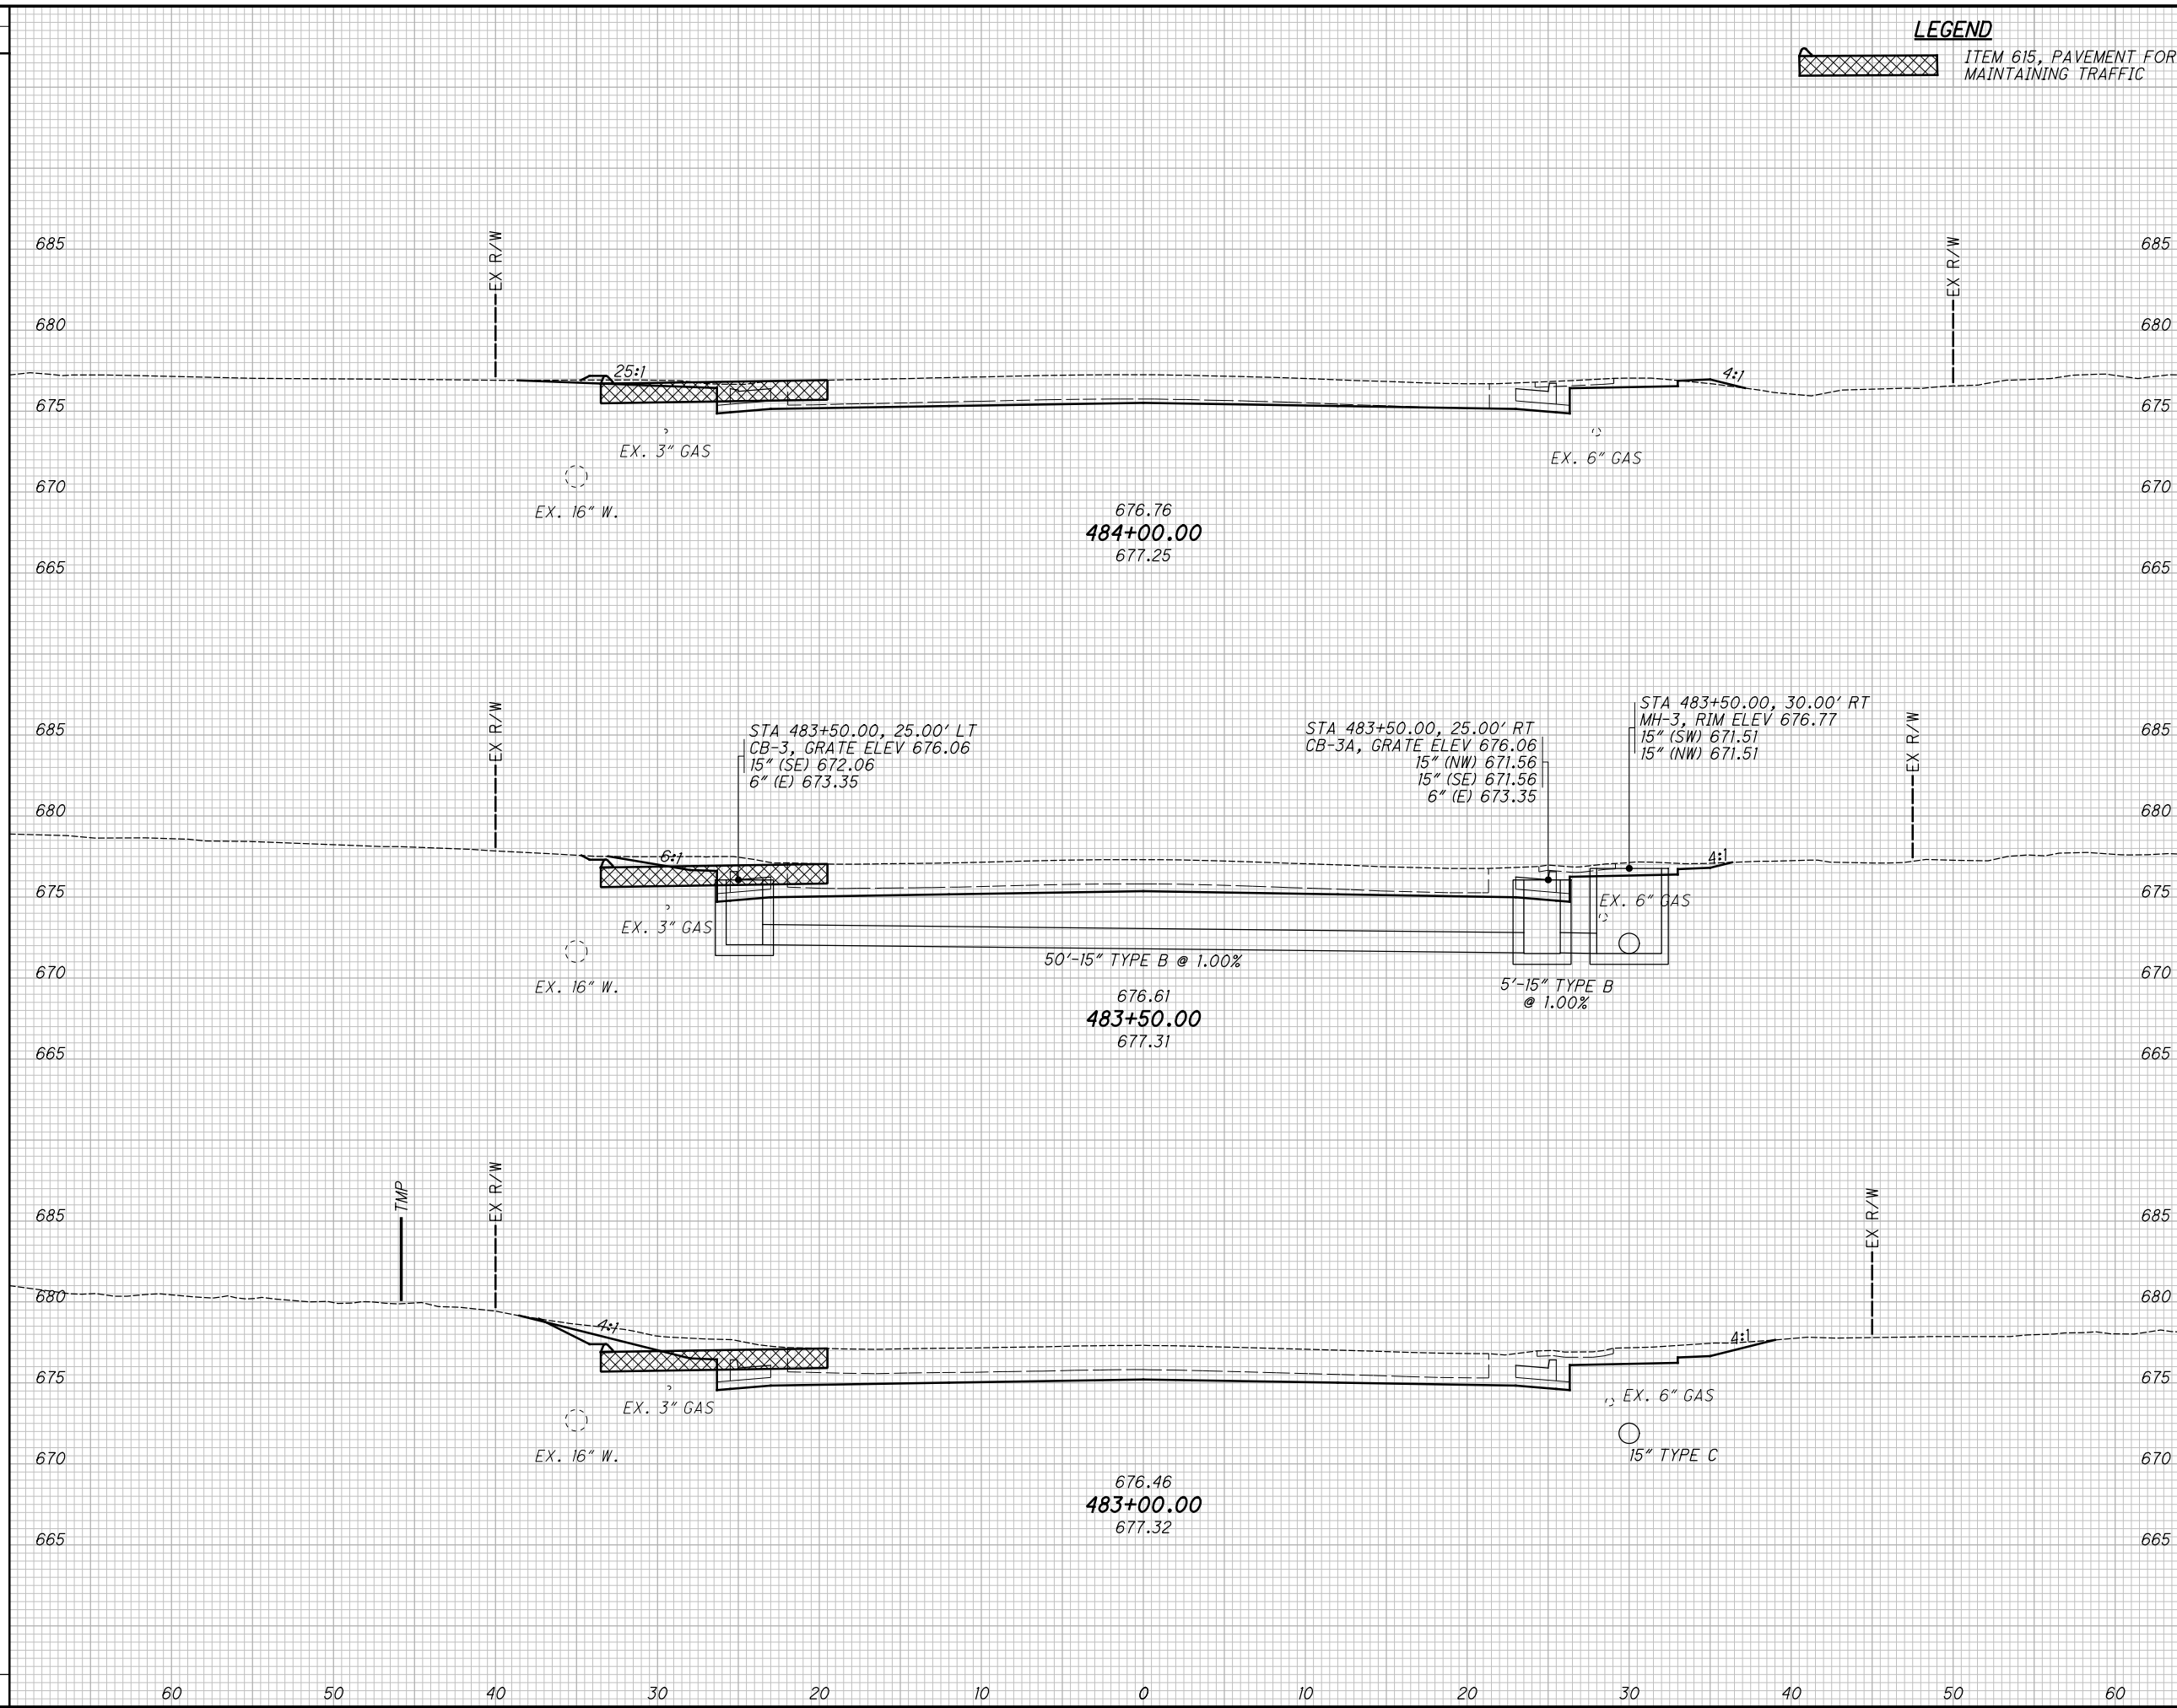 LEGEND
ITEM 615, PAVEMENT FOR
MAINTAINING TRAFFIC
EX R/W
EX R/W
685
685
680
680
25:1
4:1
675
675
EX. 3" GAS
EX. 6" GAS
670
670
EX. 16" W.
676.76
484+00.00
677.25
665
665
EX R/W
EX R/W
STA 483+50.00, 25.00' LT
CB-3, GRATE ELEV 676.06
15" (SE) 672.06
6" (E) 673.35
STA 483+50.00, 25.00' RT
CB-3A, GRATE ELEV 676.06
15" (NW) 671.56
15" (SE) 671.56
6" (E) 673.35
STA 483+50.00, 30.00' RT
MH-3, RIM ELEV 676.77
15" (SW) 671.51
15" (NW) 671.51
685
685
680
680
6:1
4:1
675
675
EX. 3" GAS
EX. 6" GAS
50'-15" TYPE B @ 1.00%
670
670
EX. 16" W.
5'-15" TYPE B
@ 1.00%
676.61
483+50.00
677.31
665
665
TMP
EX R/W
EX R/W
685
685
680
680
4:1
4:1
675
675
EX. 3" GAS
EX. 6" GAS
EX. 16" W.
15" TYPE C
670
670
676.46
483+00.00
677.32
665
665
60 50 40 30 20 10 0 10 20 30 40 50 60